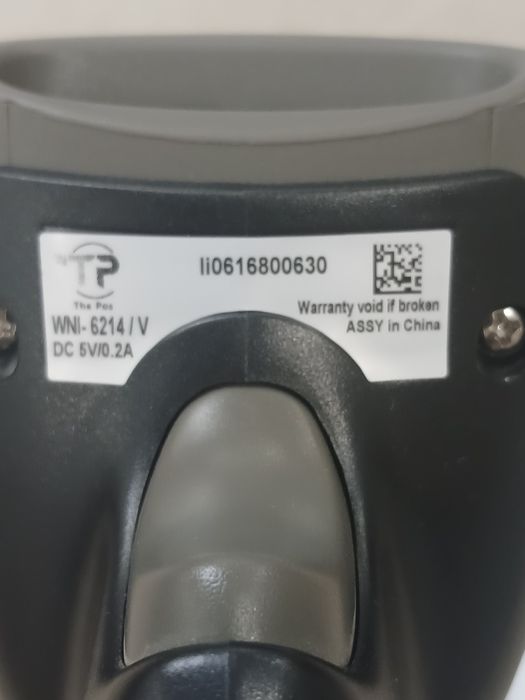 TP
The Pos
li0616800630
WNI- 6214 / V
DC 5V/0.2A
Warranty void if broken
ASSY in China